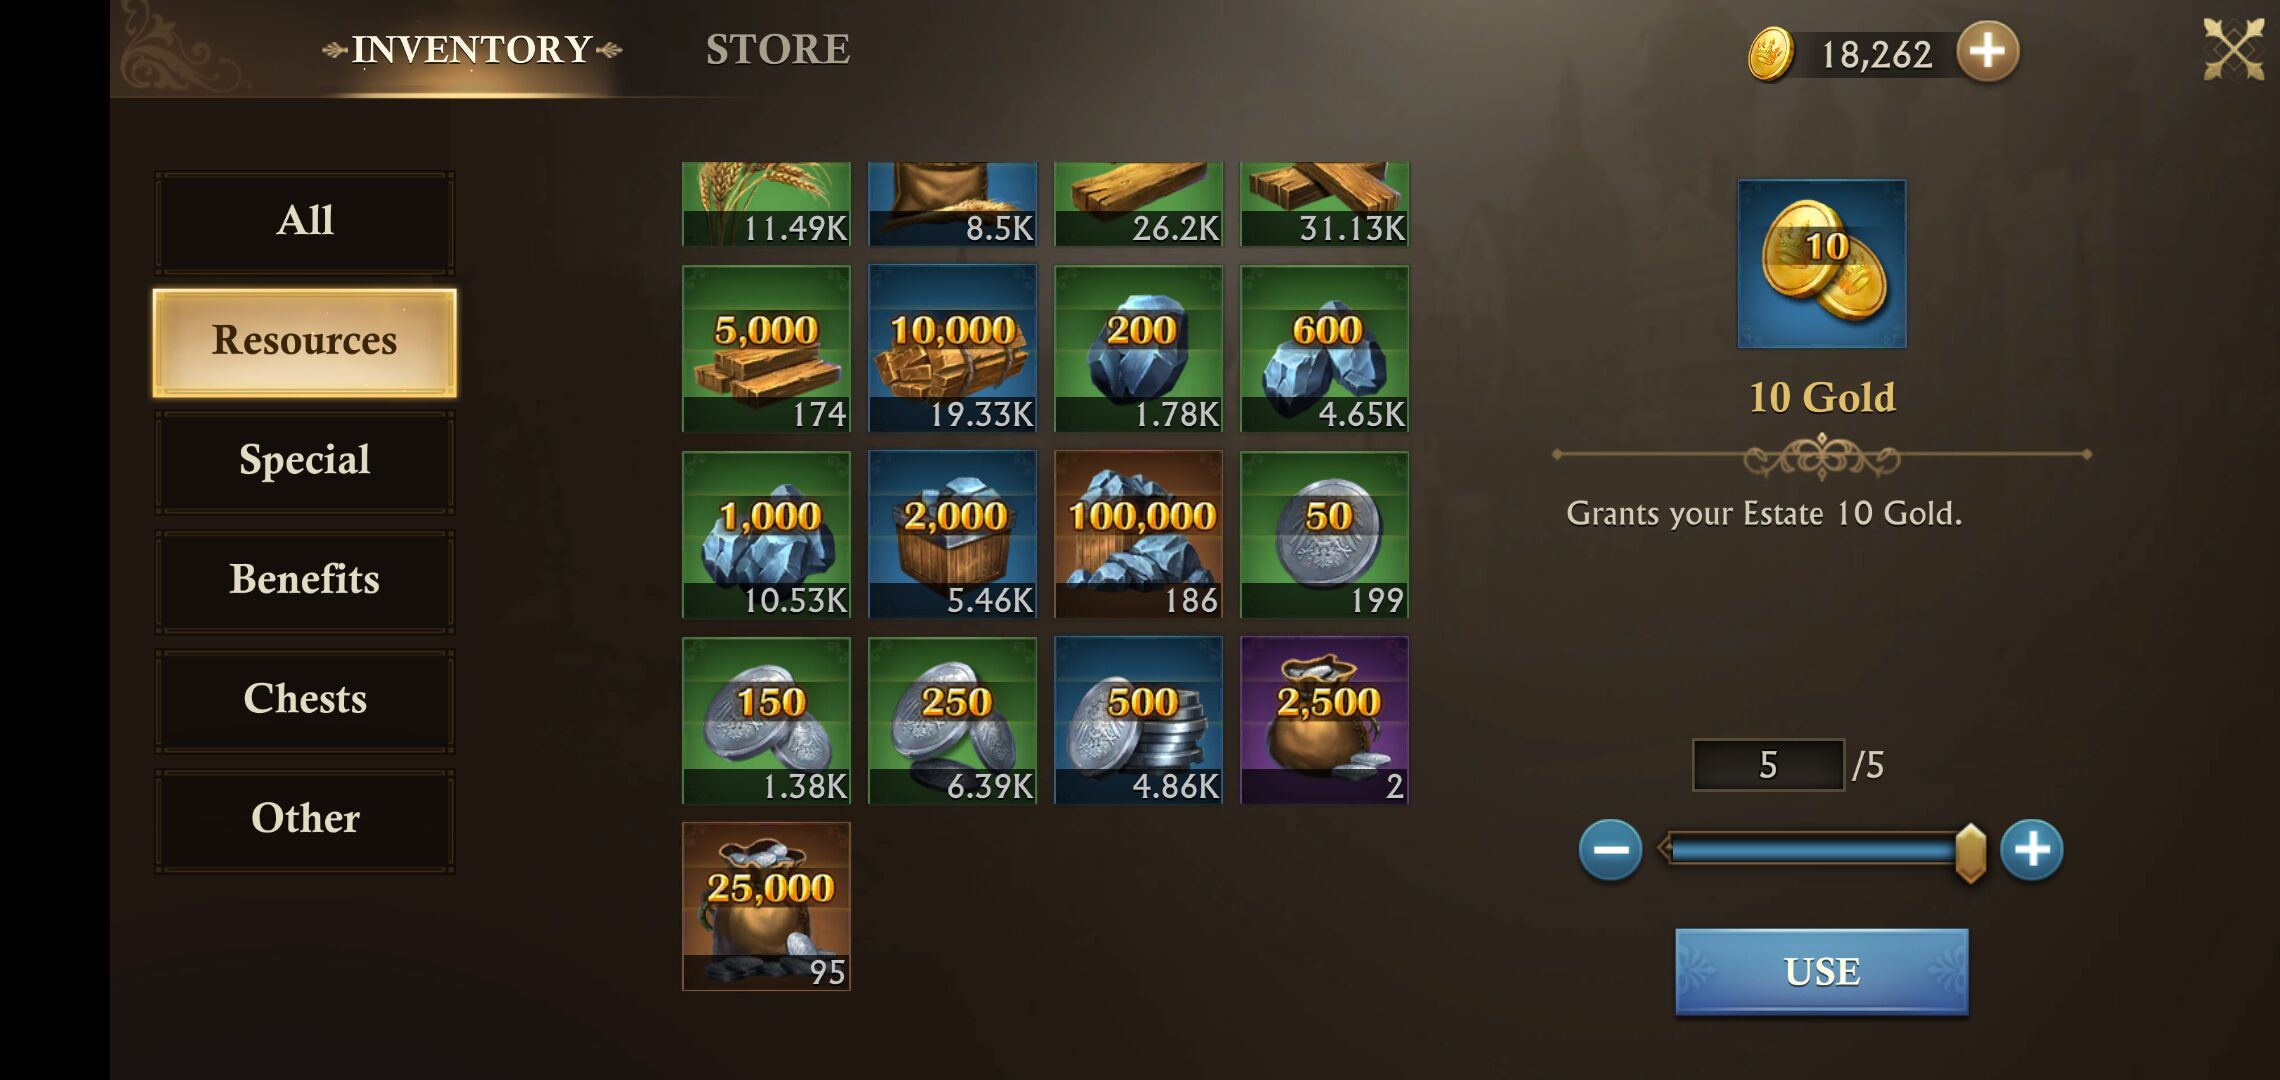 INVENTORY
STORE
18,262
All
Resources
Special
Benefits
Chests
Other
11.49K
8.5K
26.2K
31.13K
5,000
174
10,000
19.33K
200
1.78K
600
4.65K
1,000
10.53K
2,000
5.46K
100,000
186
50
199
150
1.38K
250
6.39K
500
4.86K
2,500
2
25,000
95
10
10 Gold
Grants your Estate 10 Gold.
5 /5
USE